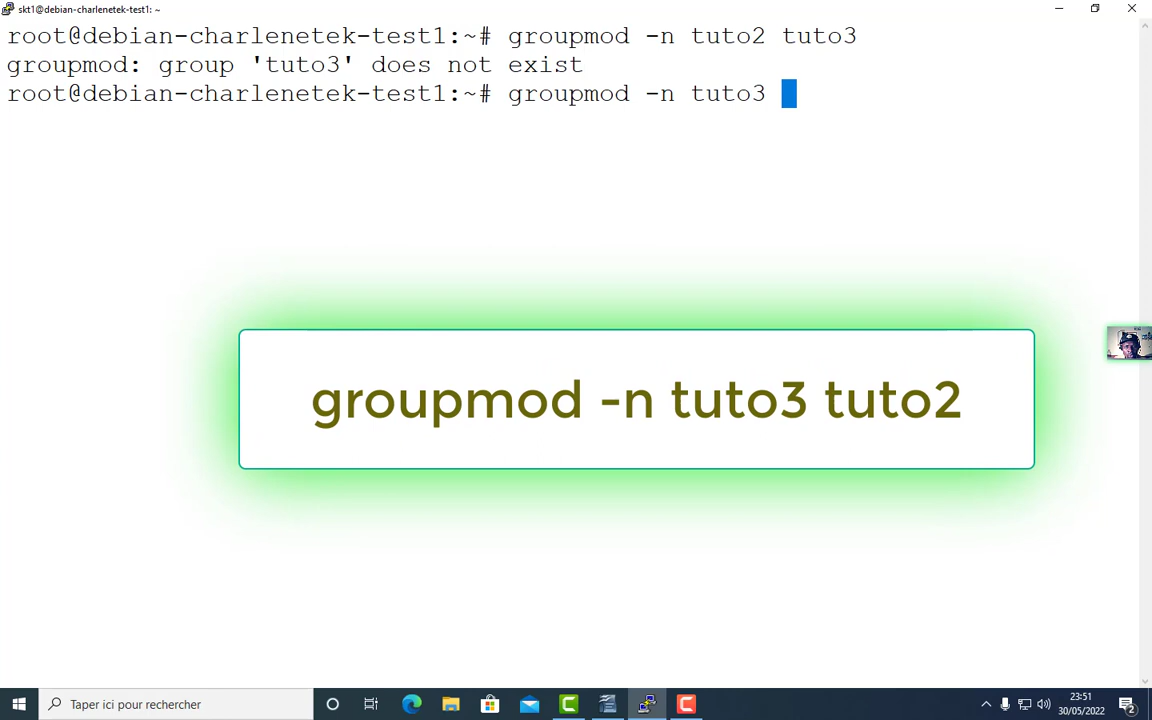 skt1@debian-charlenetek-test1: ~
root@debian-charlenetek-test1:~# groupmod -n tuto2 tuto3
groupmod: group 'tuto3' does not exist
root@debian-charlenetek-test1:~# groupmod -n tuto3
groupmod -n tuto3 tuto2
Taper ici pour rechercher
23:51
30/05/2022
2